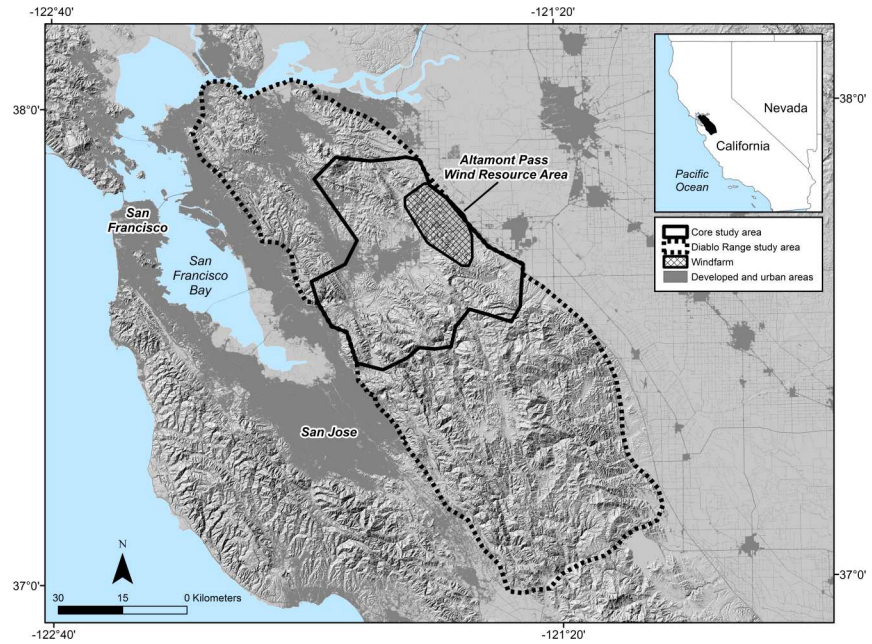 -122°40'
-121°20'
38°0'
38°0'
Nevada
California
Pacific
Ocean
Altamont Pass
Wind Resource Area
San
Francisco
San
Francisco
Bay
Core study area
Diablo Range study area
Windfarm
Developed and urban areas
San Jose
N
37°0'
37°0'
30 15 0 Kilometers
-122°40'
-121°20'